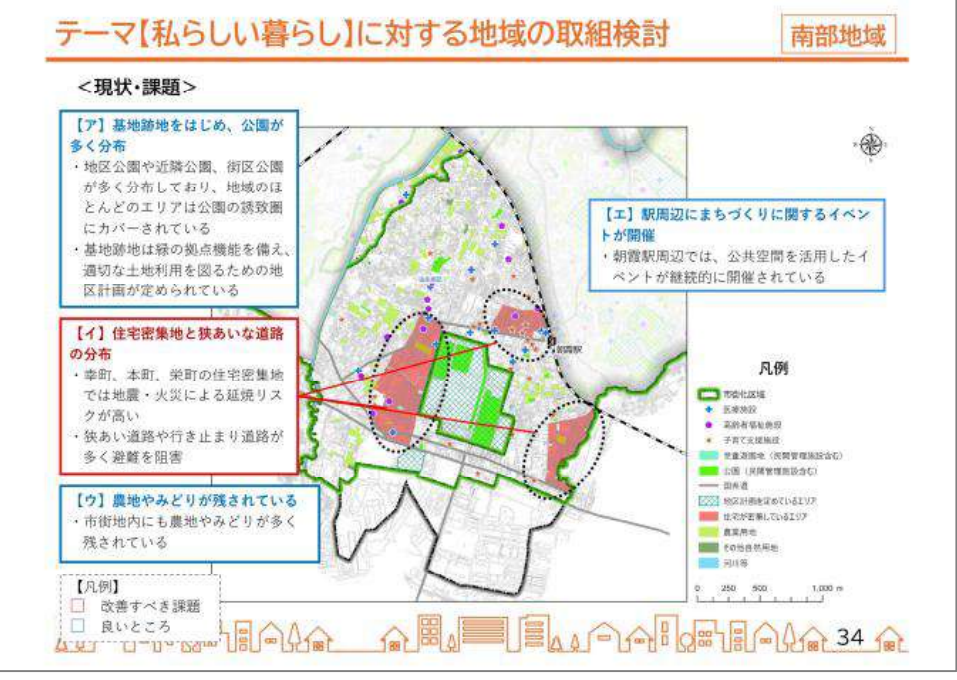 テーマ【私らしい暮らし】に対する地域の取組検討
南部地域
＜現状・課題＞
【ア】基地跡地をはじめ、公園が
多く分布
・地区公園や近隣公園、街区公園
が多く分布しており、地域のほ
とんどのエリアは公園の誘致圏
にカバーされている
・基地跡地は緑の拠点機能を備え、
適切な土地利用を図るための地
区計画が定められている
【イ】住宅密集地と狭あいな道路
の分布
・幸町、本町、栄町の住宅密集地
では地震・火災による延焼リス
クが高い
・狭あい道路や行き止まり道路が
多く避難を阻害
【ウ】農地やみどりが残されている
・市街地内にも農地やみどりが多く
残されている
【エ】駅周辺にまちづくりに関するイベン
トが開催
・朝霞駅周辺では、公共空間を活用したイ
ベントが継続的に開催されている
朝霞駅
凡例
市街化区域
医療施設
高齢者福祉施設
子育て支援施設
児童遊園地（民間管理施設含む）
公園（民間管理施設含む）
国県道
地区計画を定めているエリア
住宅が密集しているエリア
農業用地
その他自然用地
河川等
0 250 500 1,000 m
【凡例】
改善すべき課題
良いところ
34